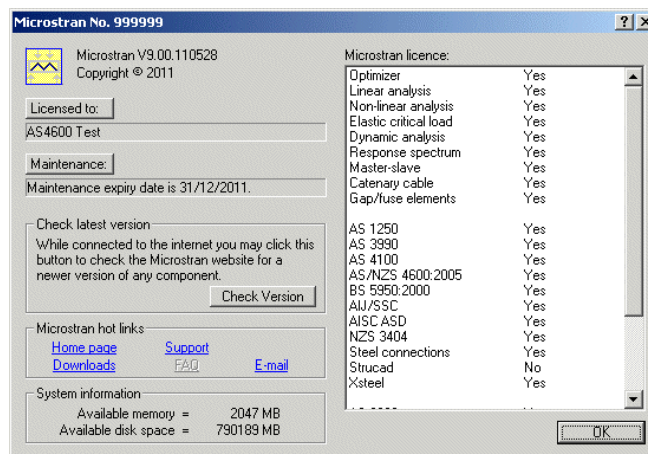 Microstran No. 999999
Microstran V9.00.110528
Copyright © 2011
Licensed to:
AS4600 Test
Maintenance:
Maintenance expiry date is 31/12/2011.
Check latest version
While connected to the internet you may click this
button to check the Microstran website for a
newer version of any component.
Check Version
Microstran hot links
Home page Support
Downloads FAQ E-mail
System information
Available memory = 2047 MB
Available disk space = 790189 MB
Microstran licence:
Optimizer Yes
Linear analysis Yes
Non-linear analysis Yes
Elastic critical load Yes
Dynamic analysis Yes
Response spectrum Yes
Master-slave Yes
Catenary cable Yes
Gap/fuse elements Yes
AS 1250 Yes
AS 3990 Yes
AS 4100 Yes
AS/NZS 4600:2005 Yes
BS 5950:2000 Yes
AIJ/SSC Yes
AISC ASD Yes
NZS 3404 Yes
Steel connections Yes
Strucad No
Xsteel Yes
OK